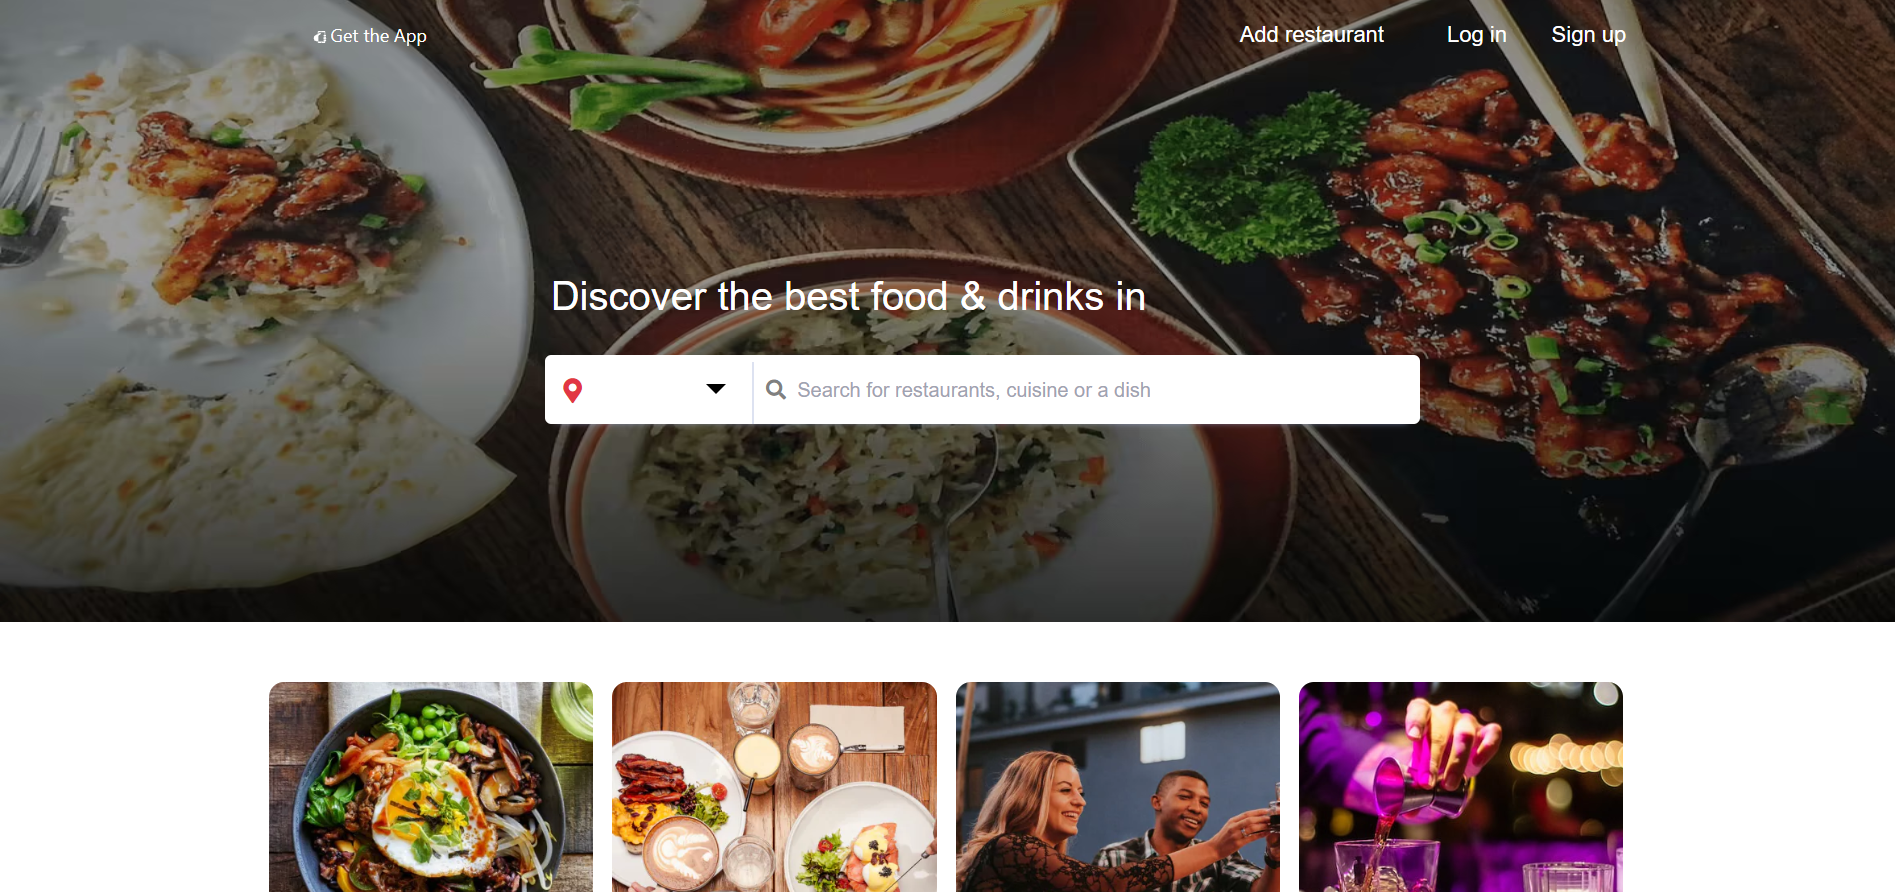 Get the App
Add restaurant
Log in
Sign up
Discover the best food & drinks in
Search for restaurants, cuisine or a dish